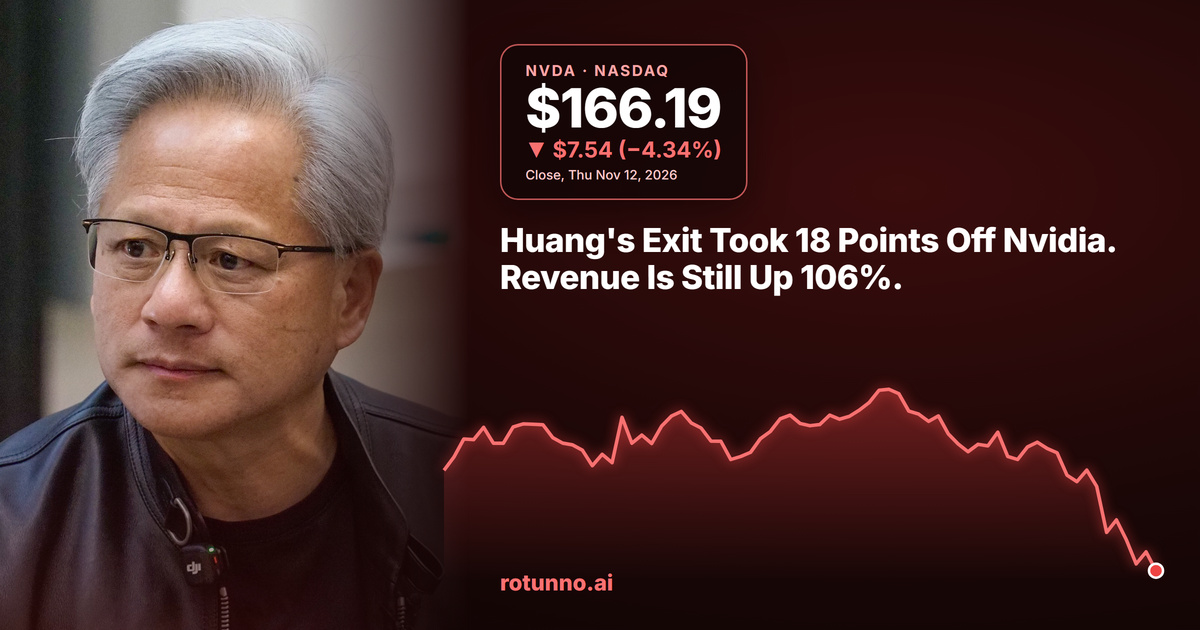 NVDA · NASDAQ
$166.19
▼ $7.54 (−4.34%)
Close, Thu Nov 12, 2026
Huang's Exit Took 18 Points Off Nvidia.
Revenue Is Still Up 106%.
dji
rotunno.ai